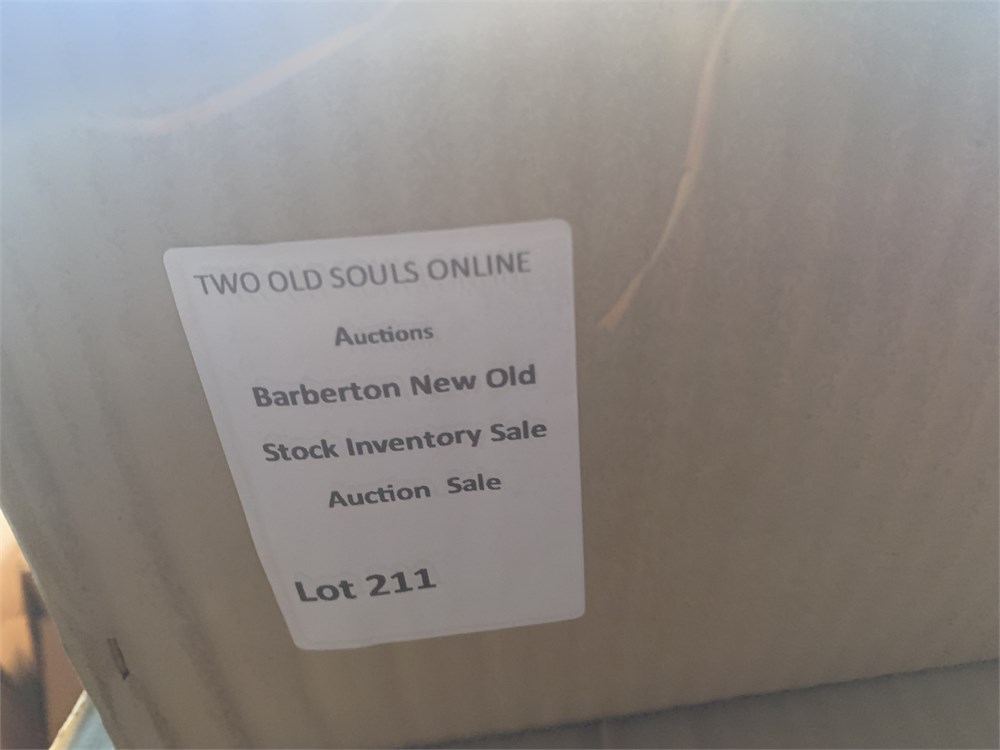 TWO OLD SOULS ONLINE
Auctions
Barberton New Old
Stock Inventory Sale
Auction Sale
Lot 211